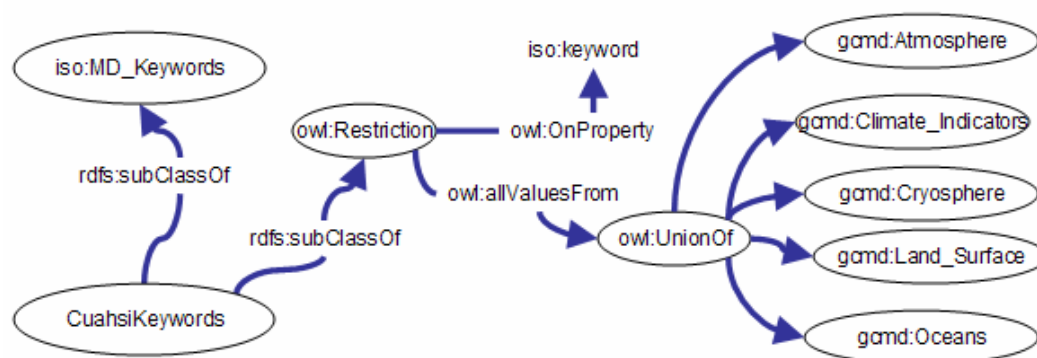 gcmd:Atmosphere
iso:keyword
iso:MD_Keywords
gcmd:Climate_Indicators
owl:Restriction
owl:OnProperty
rdfs:subClassOf
owl:allValuesFrom
gcmd:Cryosphere
rdfs:subClassOf
owl:UnionOf
gcmd:Land_Surface
CuahsiKeywords
gcmd:Oceans